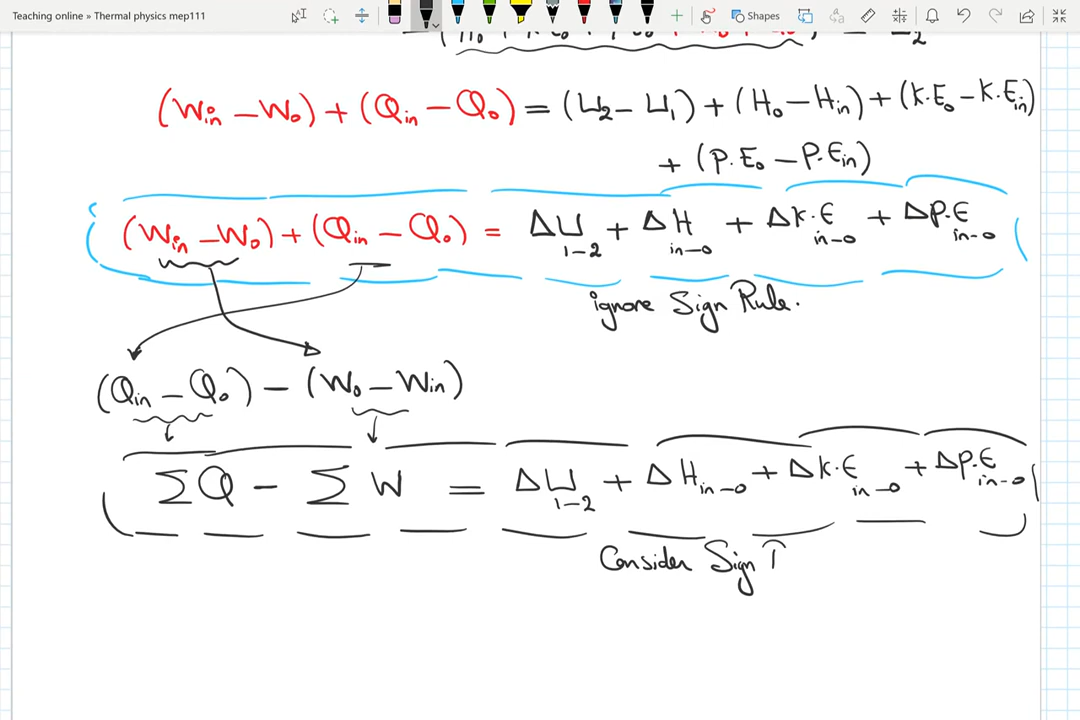 Teaching online » Thermal physics mep111
Shapes
(Win – Wo) + (Qin – Qo) = (U2 – U1) + (Ho – Hin) + (K.Eo – K.Ein)
+ (P.Eo – P.Ein)
(Win – Wo) + (Qin – Qo) = ΔU1–2 + ΔHin–o + ΔK.Ein–o + ΔP.Ein–o
ignore Sign Rule.
(Qin – Qo) – (Wo – Win)
ΣQ – ΣW = ΔU1–2 + ΔHin–o + ΔK.Ein–o + ΔP.Ein–o
Consider Sign